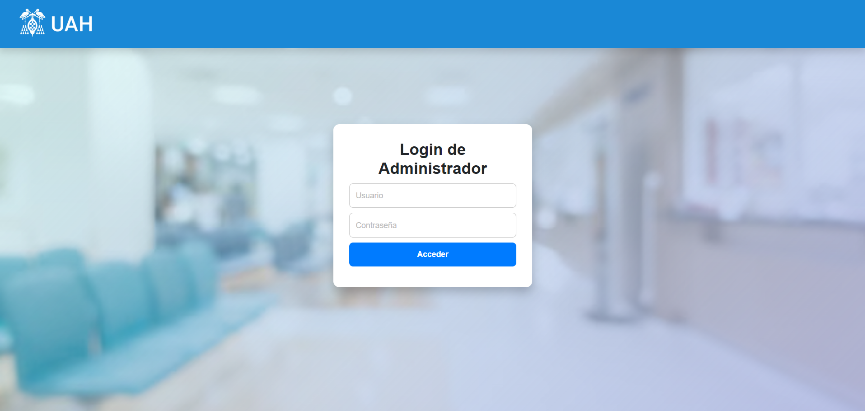 UAH
Login de
Administrador
Usuario
Contraseña
Acceder